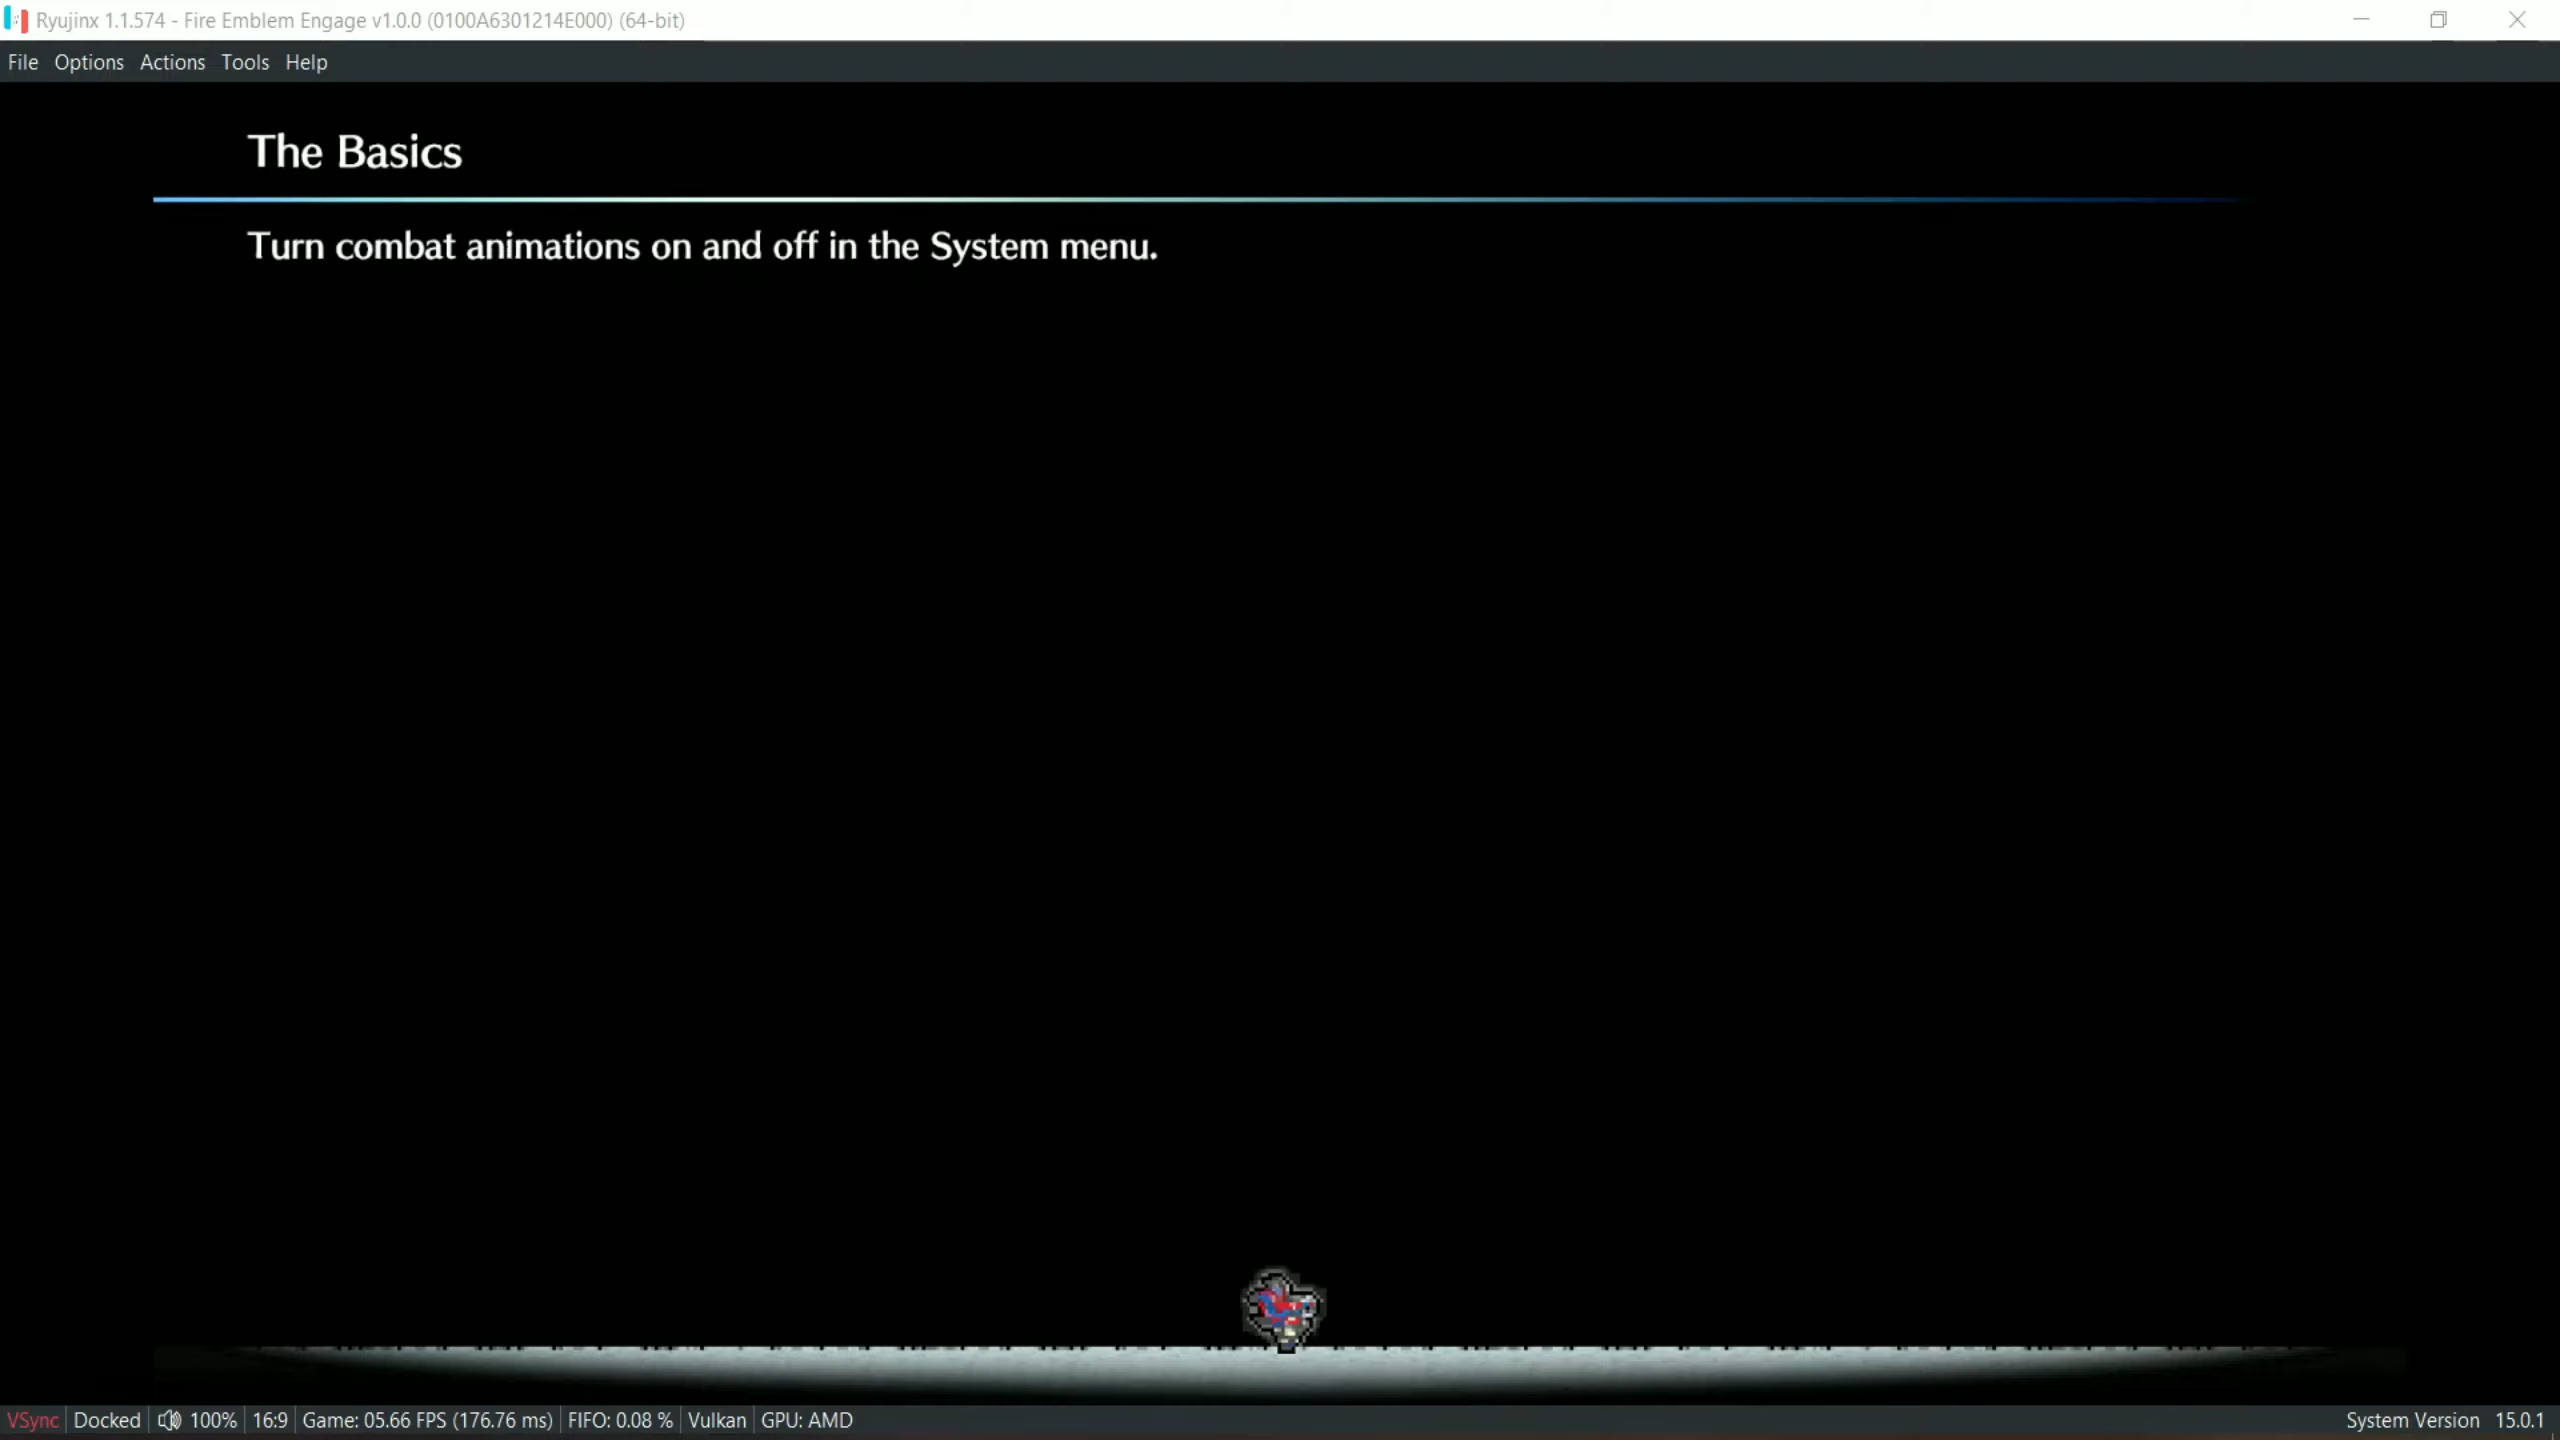 Ryujinx 1.1.574 - Fire Emblem Engage v1.0.0 (0100A6301214E000) (64-bit)
File Options Actions Tools Help
The Basics
Turn combat animations on and off in the System menu.
VSync Docked 100% 16:9 Game: 05.66 FPS (176.76 ms) FIFO: 0.08 % Vulkan GPU: AMD System Version 15.0.1